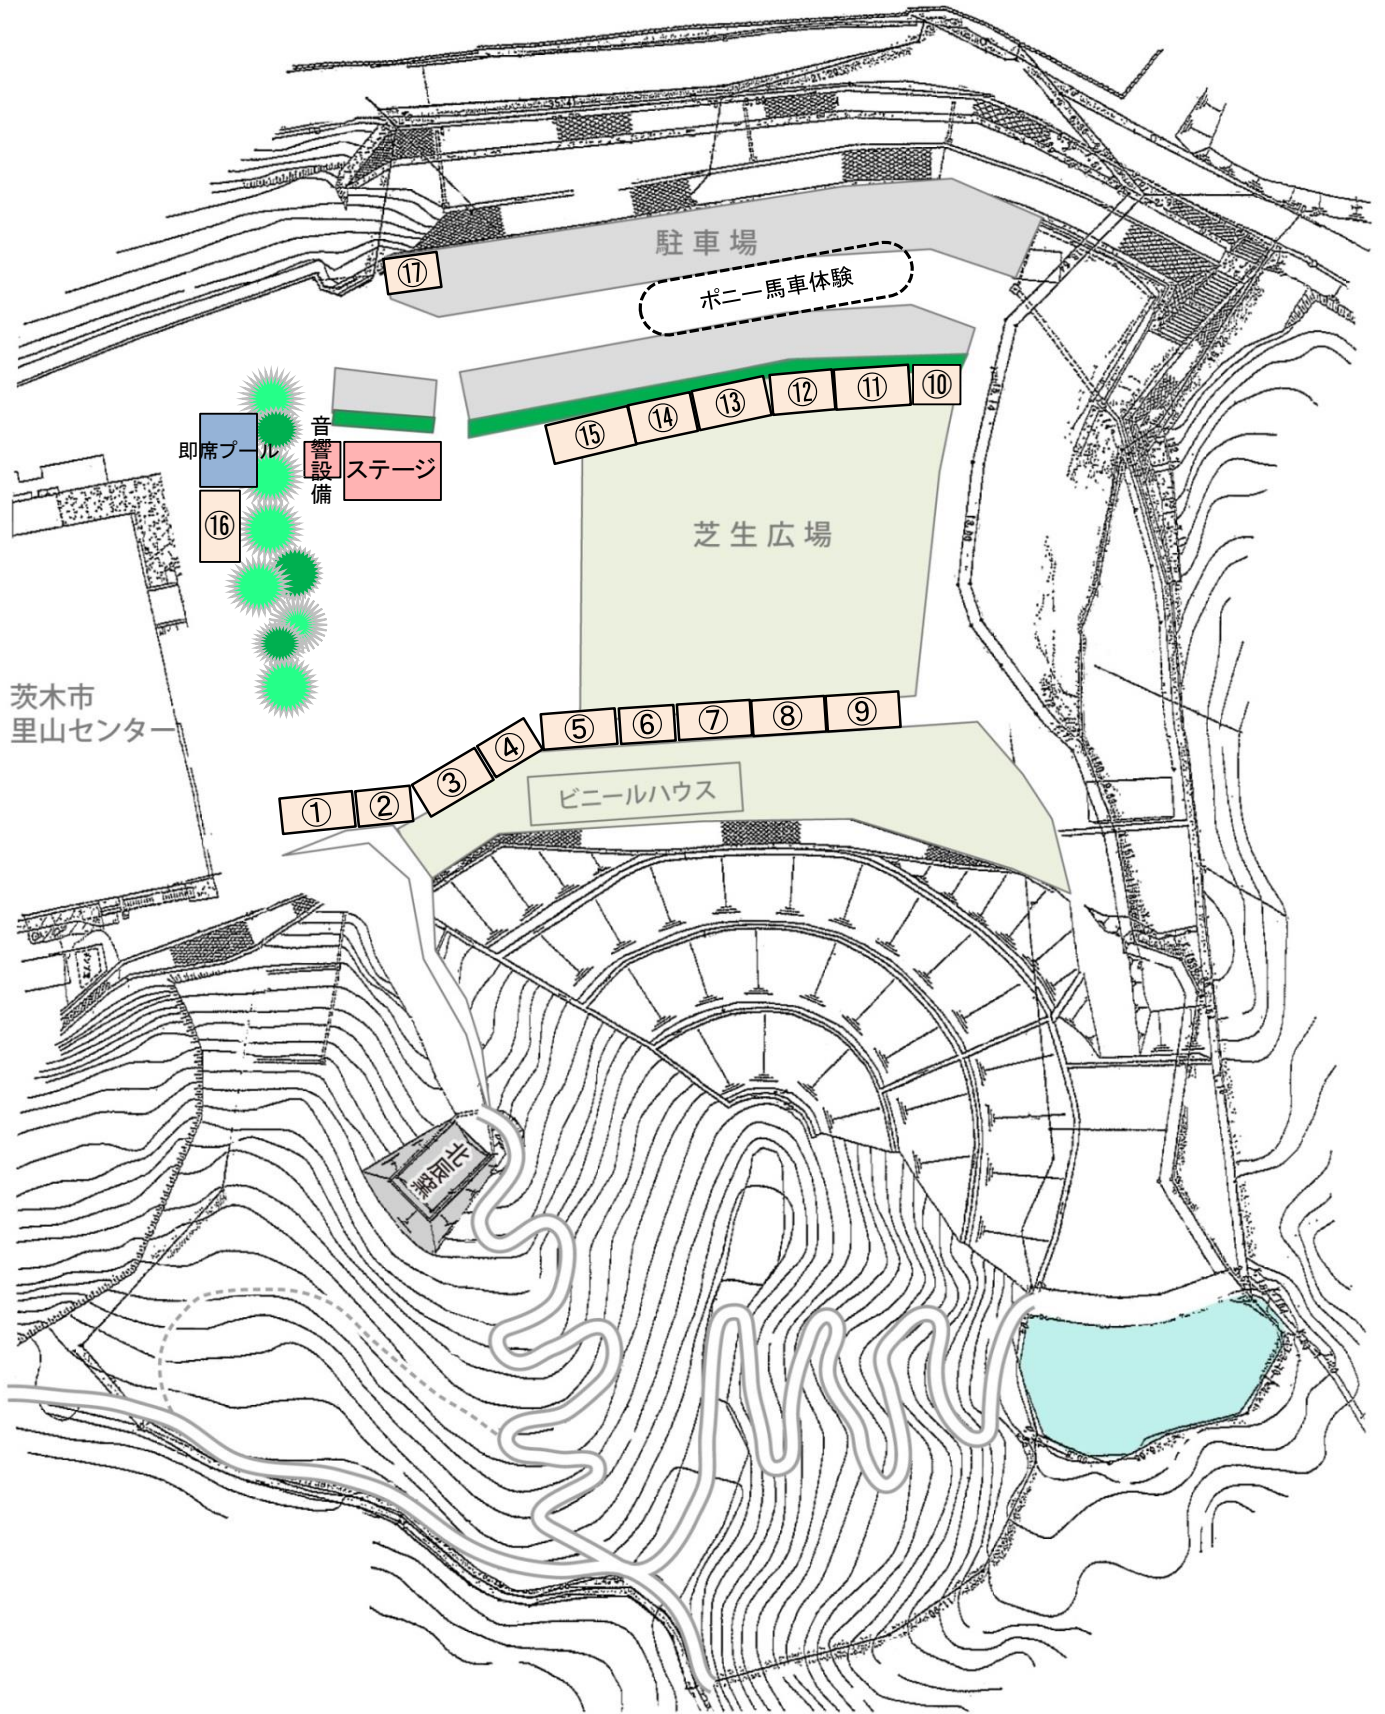 駐車場
⑰
ポニー馬車体験
⑩
⑪
⑫
⑬
⑭
⑮
音響設備
即席プール
ステージ
⑯
芝生広場
茨木市
里山センター
①
②
③
④
⑤
⑥
⑦
⑧
⑨
ビニールハウス
北辰窯